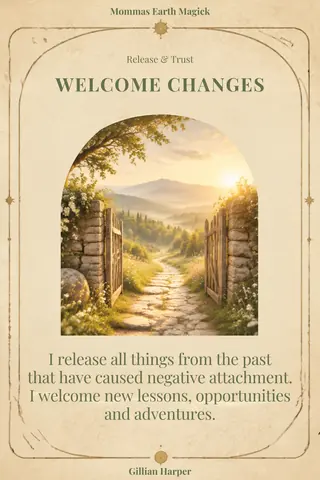 Mommas Earth Magick
Release & Trust
WELCOME CHANGES
I release all things from the past
that have caused negative attachment.
I welcome new lessons, opportunities
and adventures.
Gillian Harper